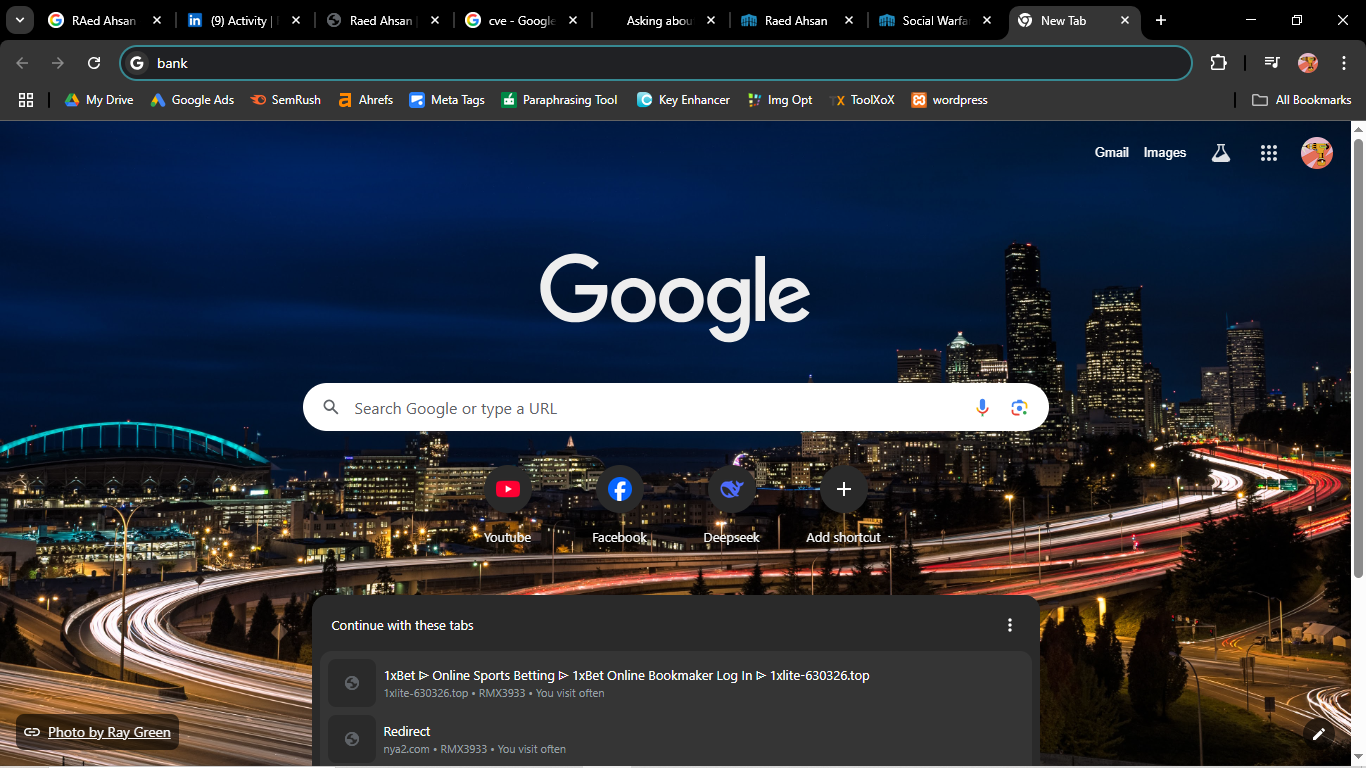 RAed Ahsan
(9) Activity |
Raed Ahsan |
cve - Google
Asking abou
Raed Ahsan
Social Warfa
New Tab
bank
My Drive
Google Ads
SemRush
Ahrefs
Meta Tags
Paraphrasing Tool
Key Enhancer
Img Opt
ToolXoX
wordpress
All Bookmarks
Gmail
Images
Google
Search Google or type a URL
Youtube
Facebook
Deepseek
Add shortcut
Continue with these tabs
1xBet ᐉ Online Sports Betting ᐉ 1xBet Online Bookmaker Log In ᐉ 1xlite-630326.top
1xlite-630326.top • RMX3933 • You visit often
Redirect
nya2.com • RMX3933 • You visit often
Photo by Ray Green